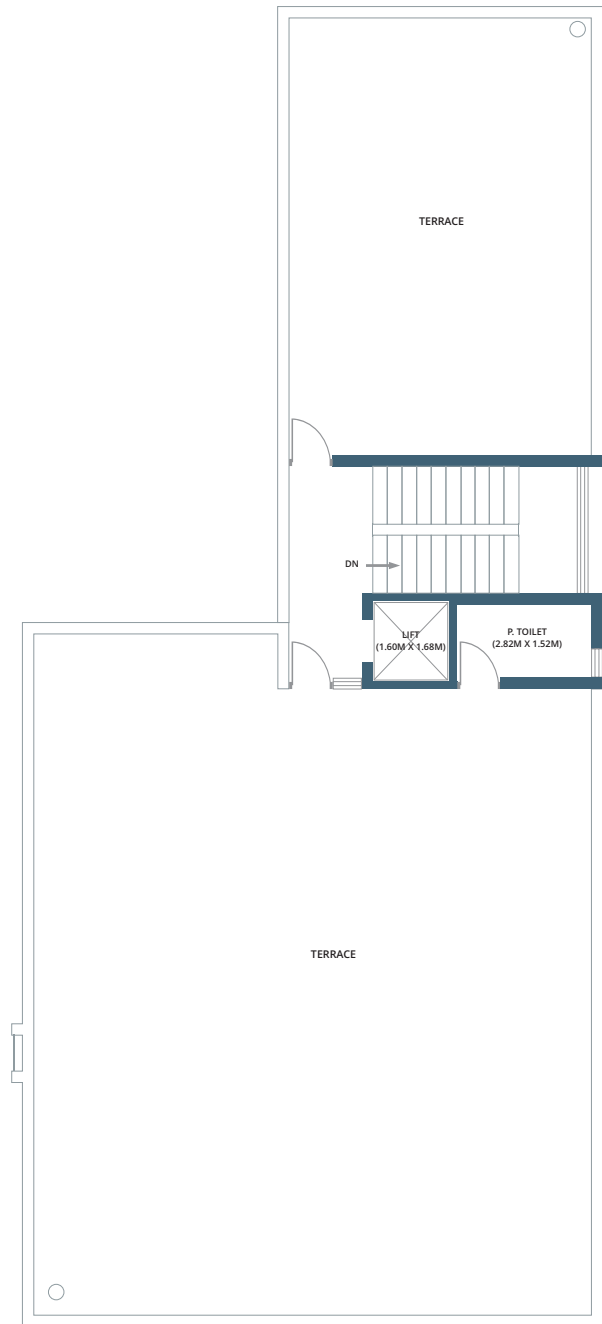 TERRACE
DN
LIFT
(1.60M X 1.68M)
P. TOILET
(2.82M X 1.52M)
TERRACE